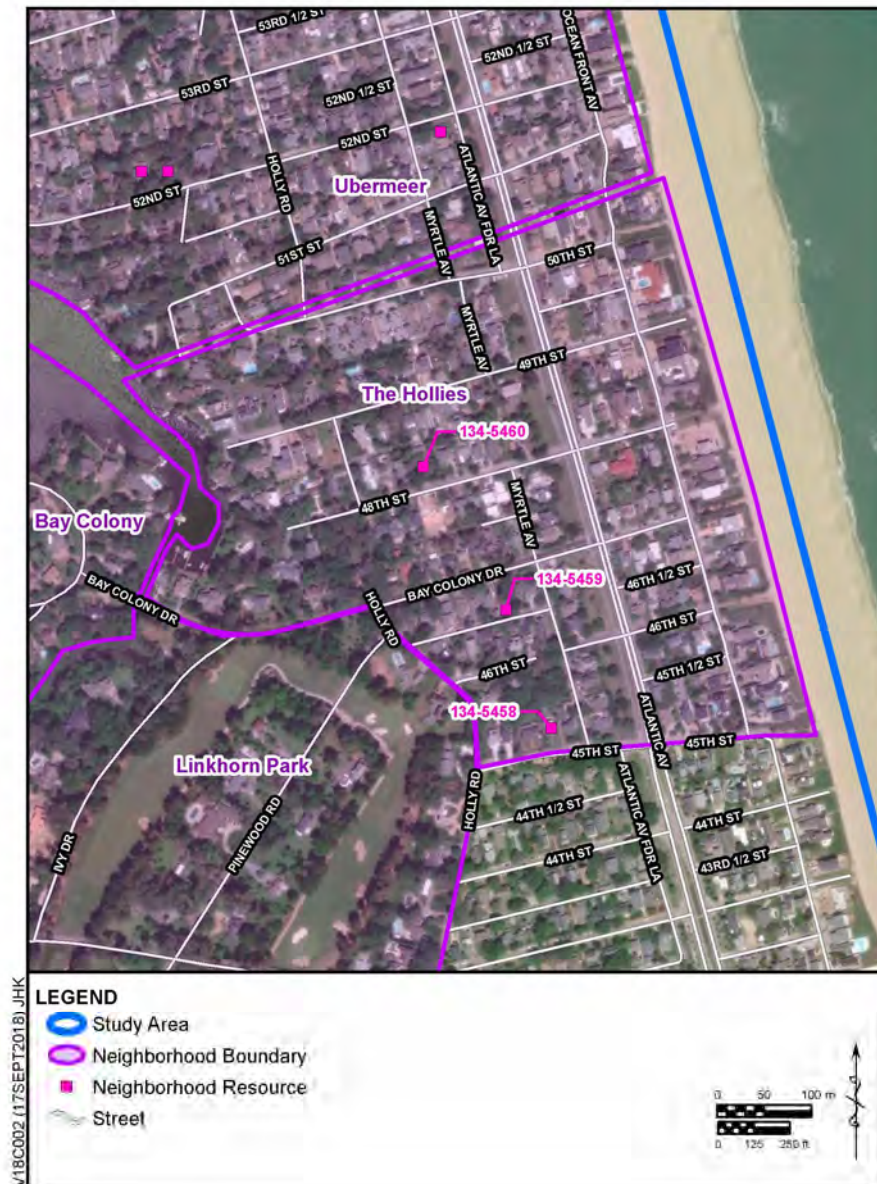 53RD 1/2 ST
OCEAN FRONT AV
52ND 1/2 ST
53RD ST
52ND 1/2 ST
52ND ST
HOLLY RD
ATLANTIC AV FDR LA
52ND ST
Ubermeer
MYRTLE AV
51ST ST
50TH ST
MYRTLE AV
49TH ST
The Hollies
134-5460
48TH ST
MYRTLE AV
Bay Colony
BAY COLONY DR
134-5459
46TH 1/2 ST
BAY COLONY DR
HOLLY RD
46TH ST
46TH ST
45TH 1/2 ST
134-5458
ATLANTIC AV
45TH ST
45TH ST
Linkhorn Park
HOLLY RD
ATLANTIC AV FDR LA
44TH 1/2 ST
44TH ST
IVY DR
PINEWOOD RD
44TH ST
43RD 1/2 ST
V18C002 (17SEPT2018) JHK
LEGEND
Study Area
Neighborhood Boundary
Neighborhood Resource
Street
0 50 100 m
0 125 250 ft